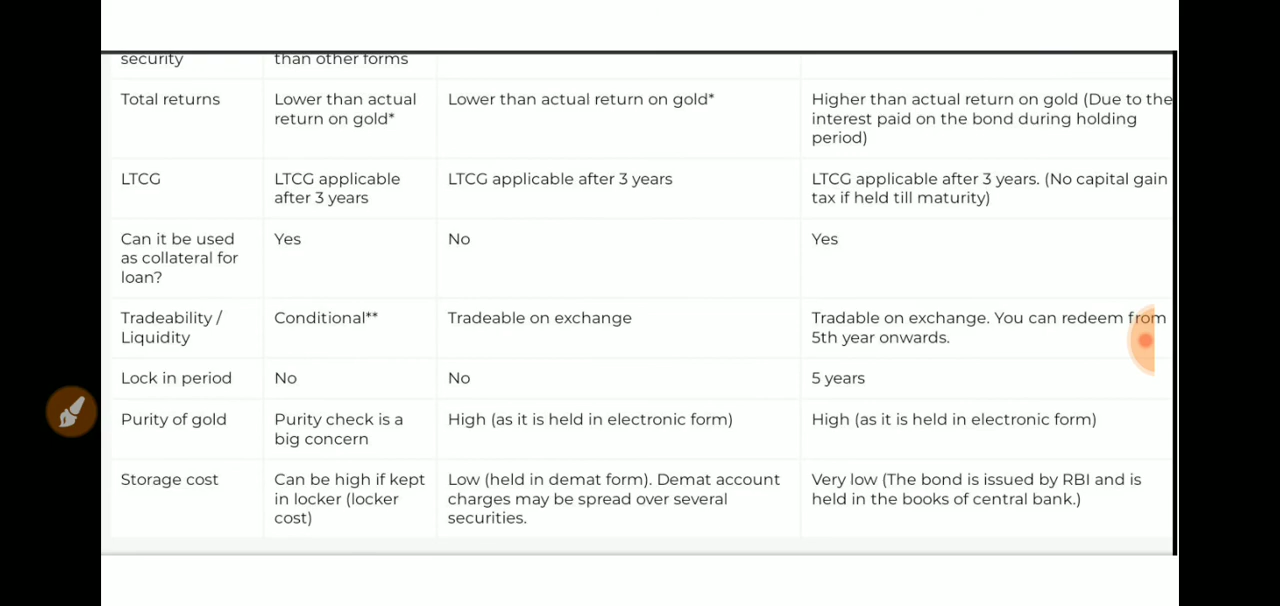 security
than other forms
Total returns
Lower than actual
return on gold*
Lower than actual return on gold*
Higher than actual return on gold (Due to the
interest paid on the bond during holding
period)
LTCG
LTCG applicable
after 3 years
LTCG applicable after 3 years
LTCG applicable after 3 years. (No capital gain
tax if held till maturity)
Can it be used
as collateral for
loan?
Yes
No
Yes
Tradeability /
Liquidity
Conditional**
Tradeable on exchange
Tradable on exchange. You can redeem from
5th year onwards.
Lock in period
No
No
5 years
Purity of gold
Purity check is a
big concern
High (as it is held in electronic form)
High (as it is held in electronic form)
Storage cost
Can be high if kept
in locker (locker
cost)
Low (held in demat form). Demat account
charges may be spread over several
securities.
Very low (The bond is issued by RBI and is
held in the books of central bank.)